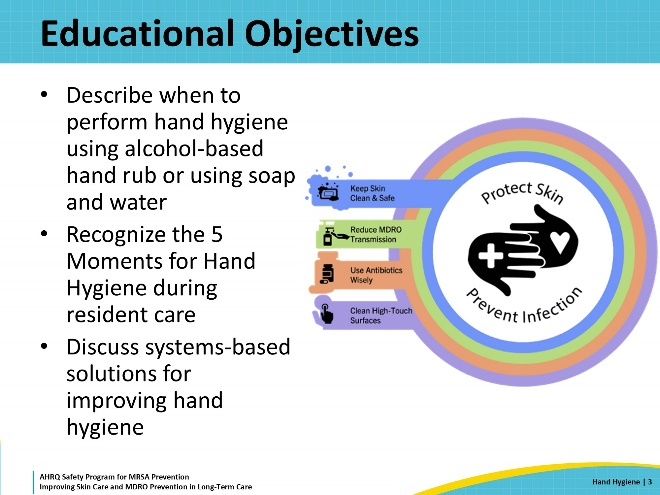 Educational Objectives
• Describe when to
perform hand hygiene
using alcohol-based
hand rub or using soap
and water
• Recognize the 5
Moments for Hand
Hygiene during
resident care
• Discuss systems-based
solutions for
improving hand
hygiene
Keep Skin
Clean & Safe
Reduce MDRO
Transmission
Use Antibiotics
Wisely
Clean High-Touch
Surfaces
Protect Skin
Prevent Infection
AHRQ Safety Program for MRSA Prevention
Improving Skin Care and MDRO Prevention in Long-Term Care
Hand Hygiene | 3